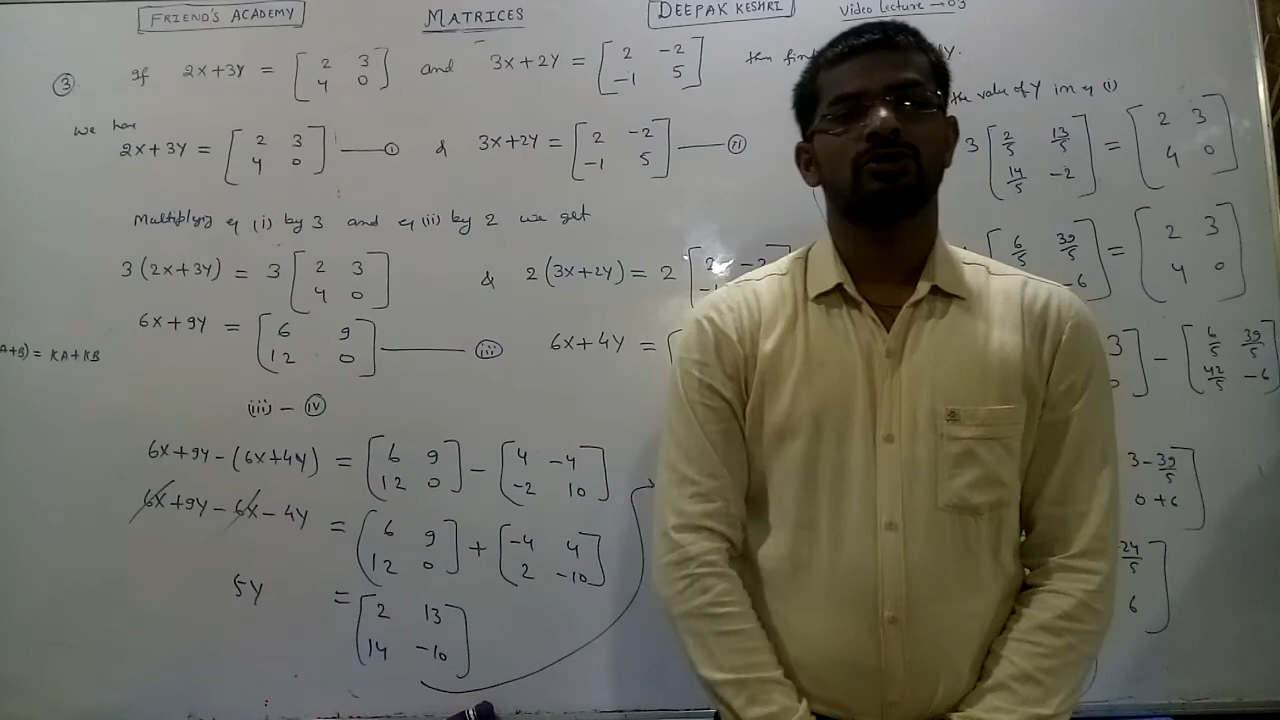 FRIEND'S ACADEMY MATRICES DEEPAK KESHRI Video Lecture → 03
③ If 2X+3Y = [2 3; 4 0] and 3X+2Y = [2 -2; -1 5] then
We have
2X+3Y = [2 3; 4 0] —— (i) & 3X+2Y = [2 -2; -1 5] —— (ii)
Multiplying eq (i) by 3 and eq (ii) by 2 we get
3(2X+3Y) = 3 [2 3; 4 0] & 2(3X+2Y) = 2 [2 -2
6X+9Y = [6 9; 12 0] —— (iii) 6X+4Y = [
A+B) = KA+KB
(iii) - (iv)
6X+9Y-(6X+4Y) = [6 9; 12 0] - [4 -4; -2 10]
6X+9Y-6X-4Y = [6 9; 12 0] + [-4 4; 2 -10]
5Y = [2 13; 14 -10]
the value of Y in eq (i)
3 [2/5 13/5; 14/5 -2] = [2 3; 4 0]
[6/5 39/5; -6] = [2 3; 4 0]
3] - [6/5 39/5; 42/5 -6]
3-39/5
0+6
-24/5
6